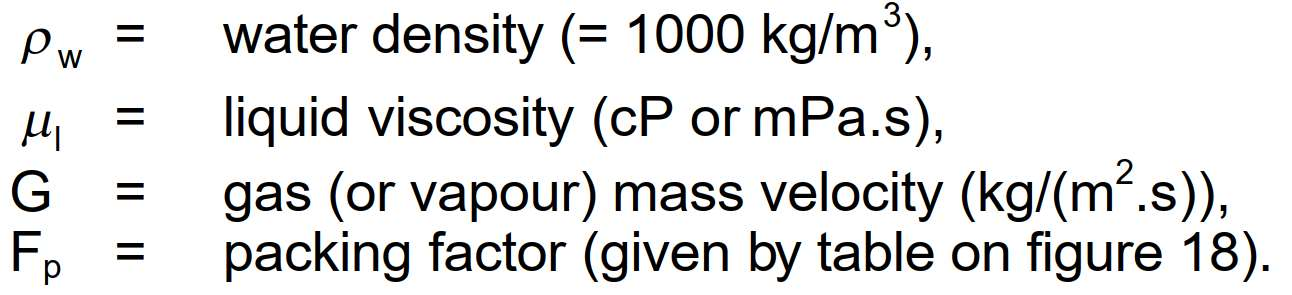 ρw = water density (= 1000 kg/m³),
μl = liquid viscosity (cP or mPa.s),
G = gas (or vapour) mass velocity (kg/(m².s)),
Fp = packing factor (given by table on figure 18).